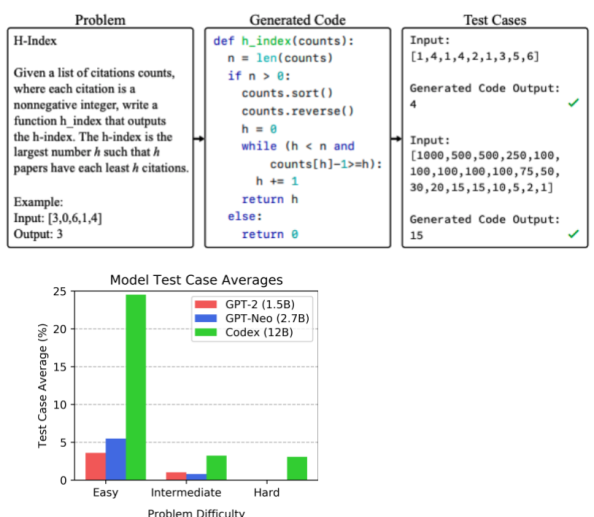 Problem
H-Index
Given a list of citations counts,
where each citation is a
nonnegative integer, write a
function h_index that outputs
the h-index. The h-index is the
largest number h such that h
papers have each least h citations.
Example:
Input: [3,0,6,1,4]
Output: 3
Generated Code
def h_index(counts):
  n = len(counts)
  if n > 0:
    counts.sort()
    counts.reverse()
    h = 0
    while (h < n and
        counts[h]-1>=h):
      h += 1
    return h
  else:
    return 0
Test Cases
Input:
[1,4,1,4,2,1,3,5,6]
Generated Code Output:
4
Input:
[1000,500,500,250,100,
100,100,100,100,75,50,
30,20,15,15,10,5,2,1]
Generated Code Output:
15
Model Test Case Averages
Test Case Average (%)
25
20
15
10
5
0
GPT-2 (1.5B)
GPT-Neo (2.7B)
Codex (12B)
Easy Intermediate Hard
Problem Difficulty